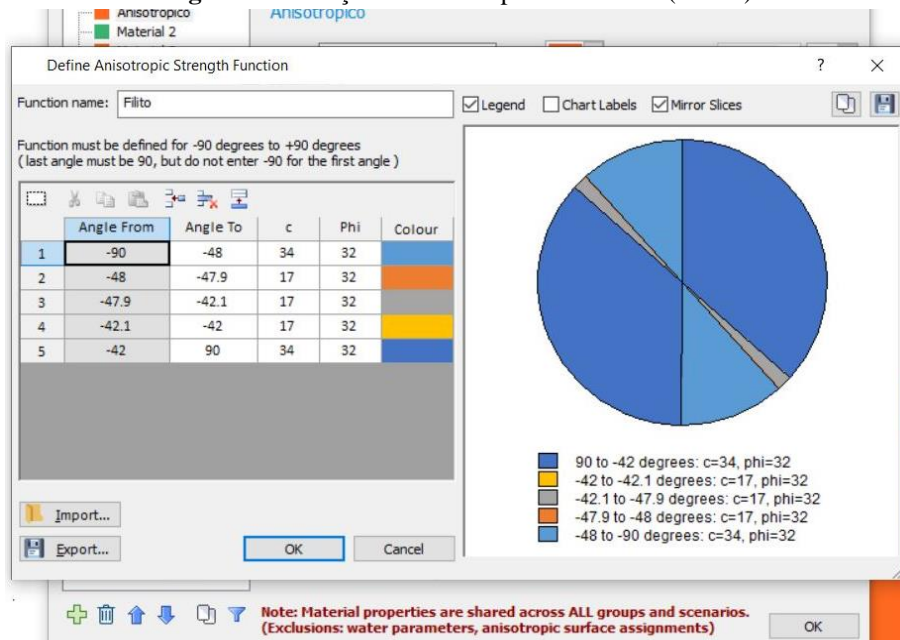 Anisotropico
Anisotropico
Material 2
Define Anisotropic Strength Function
?
Function name: Filito
Legend Chart Labels Mirror Slices
Function must be defined for -90 degrees to +90 degrees
( last angle must be 90, but do not enter -90 for the first angle )
Angle From Angle To c Phi Colour
1 -90 -48 34 32
2 -48 -47.9 17 32
3 -47.9 -42.1 17 32
4 -42.1 -42 17 32
5 -42 90 34 32
90 to -42 degrees: c=34, phi=32
-42 to -42.1 degrees: c=17, phi=32
-42.1 to -47.9 degrees: c=17, phi=32
-47.9 to -48 degrees: c=17, phi=32
-48 to -90 degrees: c=34, phi=32
Import...
Export...
OK
Cancel
Note: Material properties are shared across ALL groups and scenarios.
(Exclusions: water parameters, anisotropic surface assignments)
OK